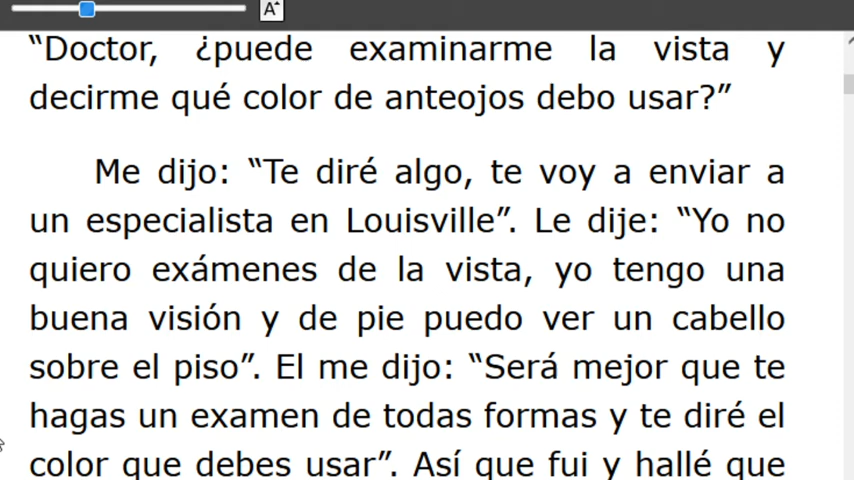 A
“Doctor, ¿puede examinarme la vista y
decirme qué color de anteojos debo usar?”
Me dijo: “Te diré algo, te voy a enviar a
un especialista en Louisville”. Le dije: “Yo no
quiero exámenes de la vista, yo tengo una
buena visión y de pie puedo ver un cabello
sobre el piso”. El me dijo: “Será mejor que te
hagas un examen de todas formas y te diré el
color que debes usar”. Así que fui y hallé que